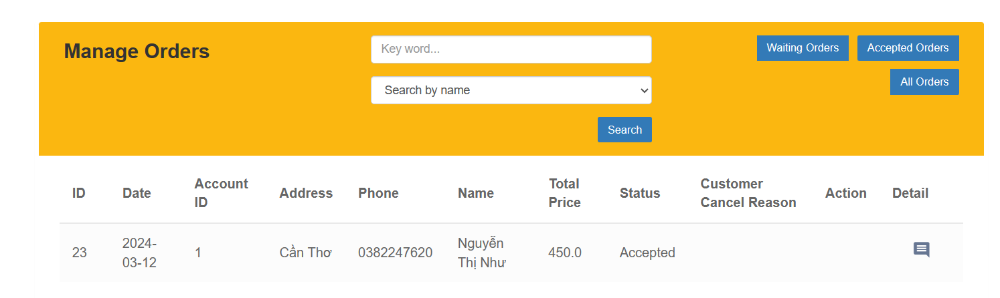 Manage Orders
Key word...
Search by name
Search
Waiting Orders
Accepted Orders
All Orders
ID
Date
Account
ID
Address
Phone
Name
Total
Price
Status
Customer
Cancel Reason
Action
Detail
23
2024-
03-12
1
Cần Thơ
0382247620
Nguyễn
Thị Như
450.0
Accepted